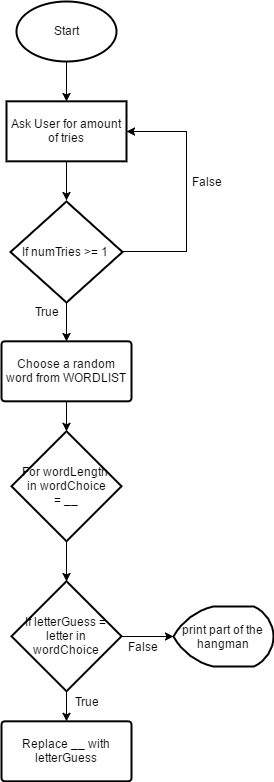 Start
Ask User for amount
of tries
False
If numTries >= 1
True
Choose a random
word from WORDLIST
For wordLength
in wordChoice
= __
If letterGuess =
letter in
wordChoice
False
print part of the
hangman
True
Replace __ with
letterGuess